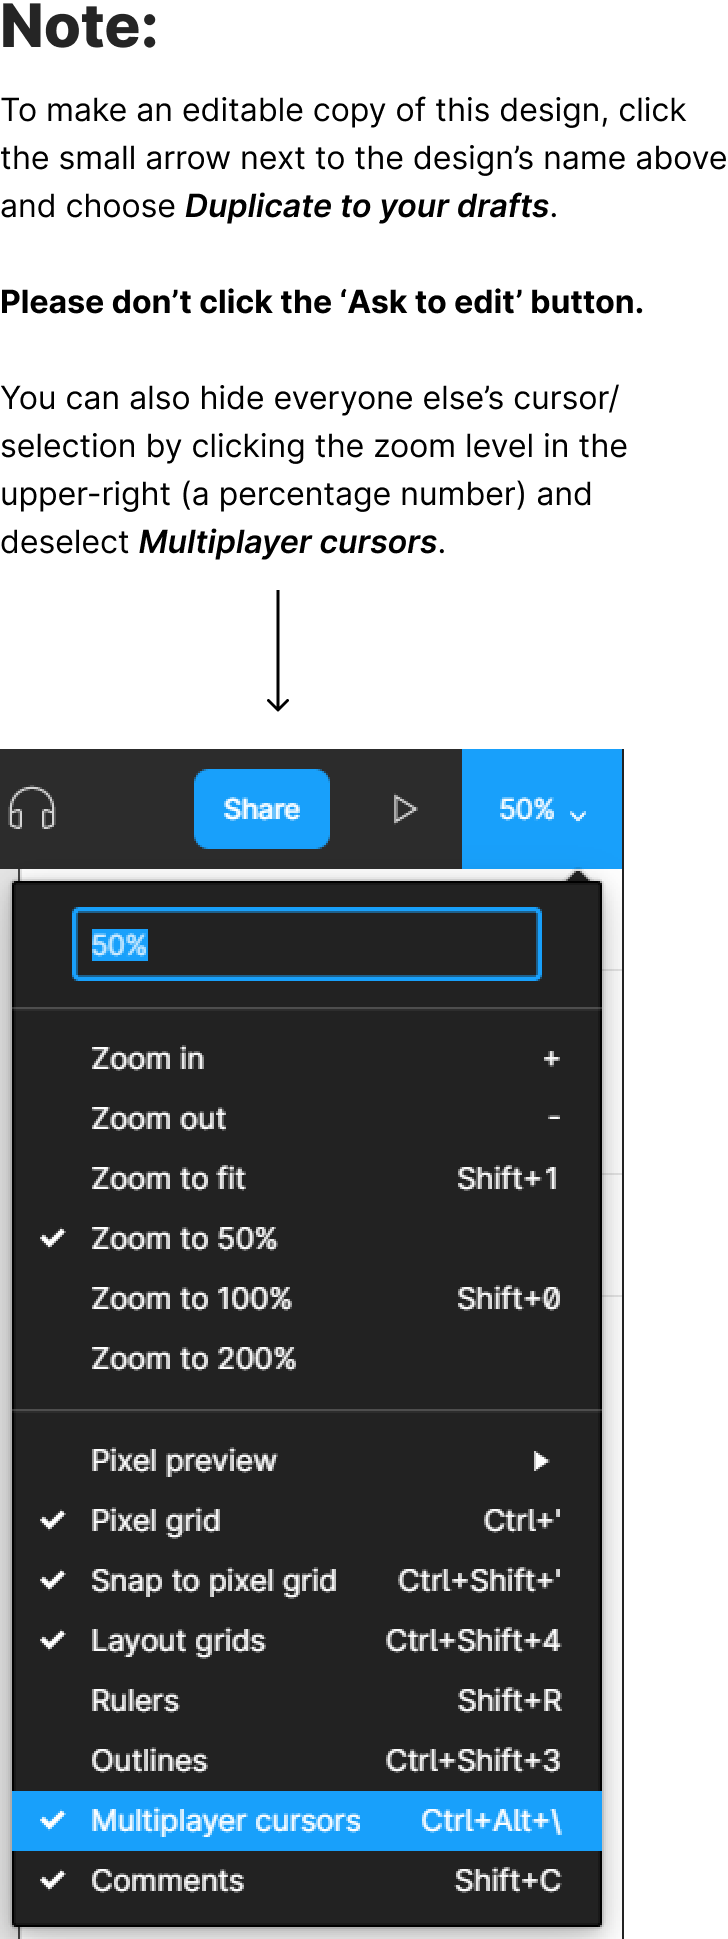 Note:
To make an editable copy of this design, click
the small arrow next to the design’s name above
and choose Duplicate to your drafts.
Please don’t click the ‘Ask to edit’ button.
You can also hide everyone else’s cursor/
selection by clicking the zoom level in the
upper-right (a percentage number) and
deselect Multiplayer cursors.
Share 50%
50%
Zoom in +
Zoom out -
Zoom to fit Shift+1
Zoom to 50%
Zoom to 100% Shift+0
Zoom to 200%
Pixel preview
Pixel grid Ctrl+'
Snap to pixel grid Ctrl+Shift+'
Layout grids Ctrl+Shift+4
Rulers Shift+R
Outlines Ctrl+Shift+3
Multiplayer cursors Ctrl+Alt+\
Comments Shift+C